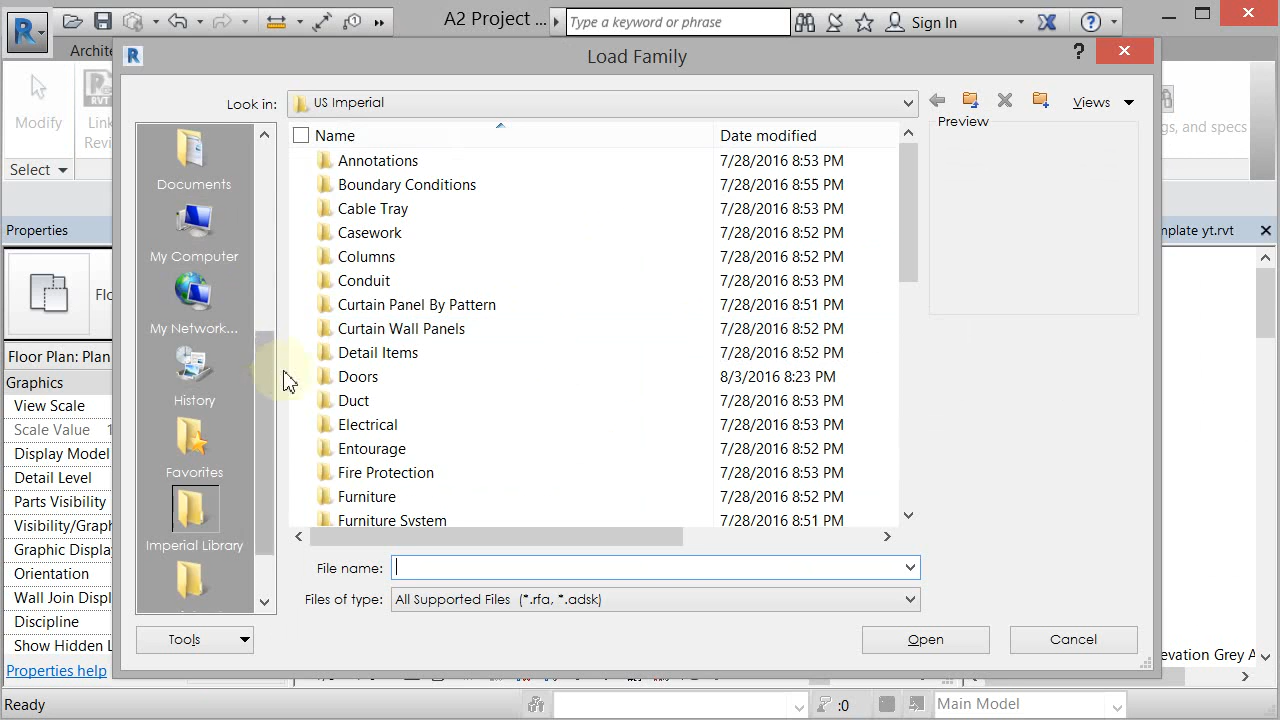 A2 Project ...
Type a keyword or phrase
Sign In
Archite
Modify
Link
Revi
gs, and specs
Select
Properties
mplate yt.rvt
Flo
Floor Plan: Plan
Graphics
View Scale
Scale Value 1
Display Model
Detail Level
Parts Visibility
Visibility/Graph
Graphic Displa
Orientation
Wall Join Displa
Discipline
Show Hidden L
Properties help
Load Family
Look in:
US Imperial
Views
Documents
My Computer
My Network...
History
Favorites
Imperial Library
Name Date modified
Annotations 7/28/2016 8:53 PM
Boundary Conditions 7/28/2016 8:55 PM
Cable Tray 7/28/2016 8:53 PM
Casework 7/28/2016 8:52 PM
Columns 7/28/2016 8:52 PM
Conduit 7/28/2016 8:53 PM
Curtain Panel By Pattern 7/28/2016 8:51 PM
Curtain Wall Panels 7/28/2016 8:52 PM
Detail Items 7/28/2016 8:52 PM
Doors 8/3/2016 8:23 PM
Duct 7/28/2016 8:53 PM
Electrical 7/28/2016 8:53 PM
Entourage 7/28/2016 8:52 PM
Fire Protection 7/28/2016 8:53 PM
Furniture 7/28/2016 8:52 PM
Furniture System 7/28/2016 8:51 PM
Preview
File name:
Files of type: All Supported Files (*.rfa, *.adsk)
Tools
Open
Cancel
evation Grey A
Ready
:0
Main Model